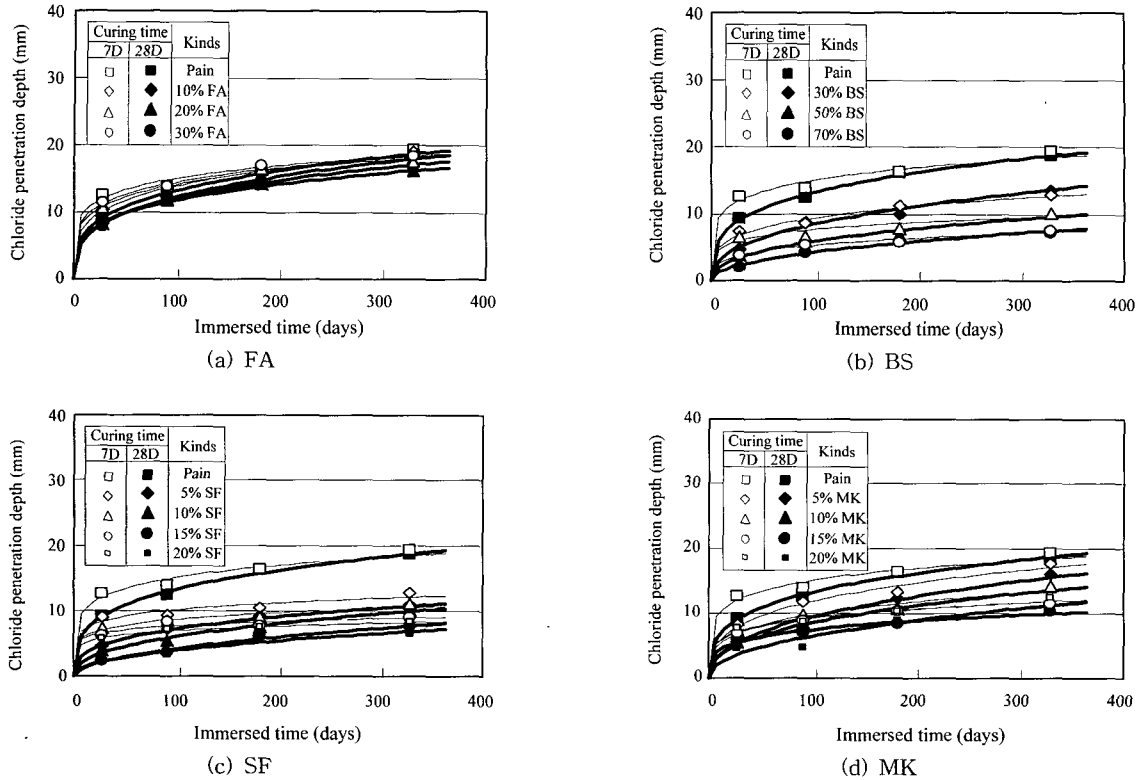 Chloride penetration depth (mm)
40
30
20
10
0
Curing time Kinds
7D 28D
Pain
10% FA
20% FA
30% FA
0 100 200 300 400
Immersed time (days)
(a) FA
Chloride penetration depth (mm)
40
30
20
10
0
Curing time Kinds
7D 28D
Pain
30% BS
50% BS
70% BS
0 100 200 300 400
Immersed time (days)
(b) BS
Chloride penetration depth (mm)
40
30
20
10
0
Curing time Kinds
7D 28D
Pain
5% SF
10% SF
15% SF
20% SF
0 100 200 300 400
Immersed time (days)
(c) SF
Chloride penetration depth (mm)
40
30
20
10
0
Curing time Kinds
7D 28D
Pain
5% MK
10% MK
15% MK
20% MK
0 100 200 300 400
Immersed time (days)
(d) MK